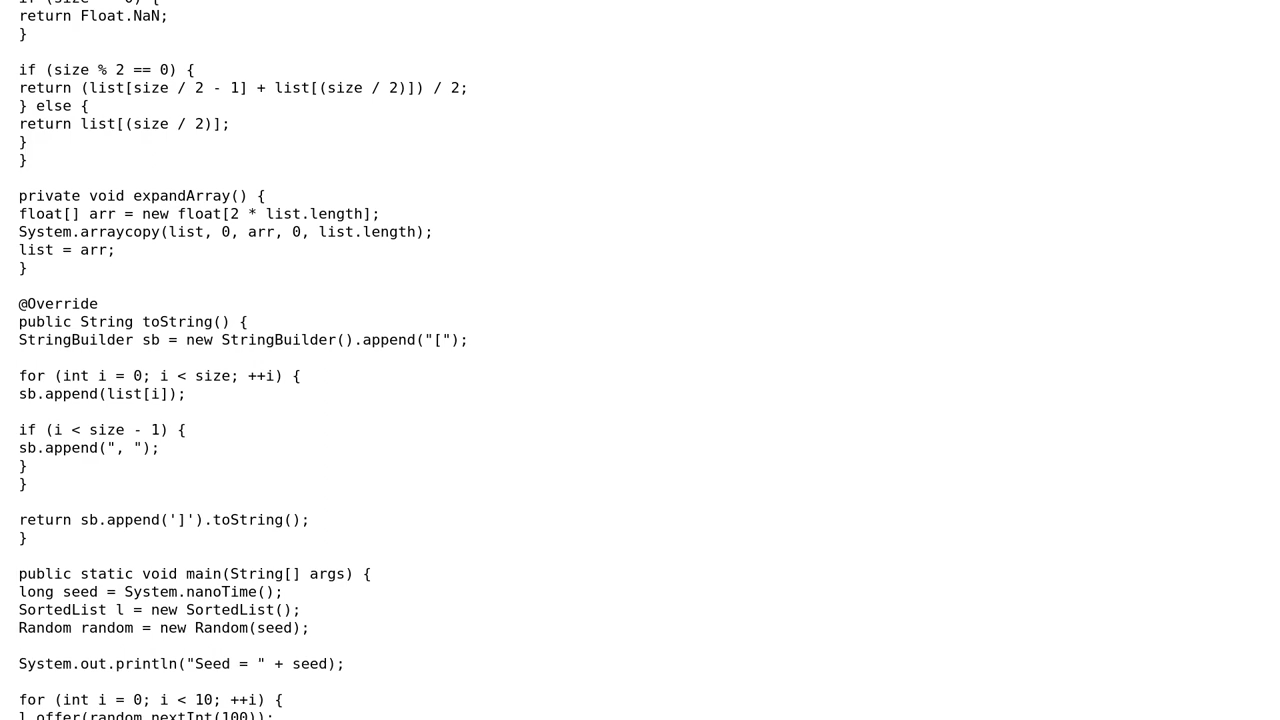 return Float.NaN;
}

if (size % 2 == 0) {
return (list[size / 2 - 1] + list[(size / 2)]) / 2;
} else {
return list[(size / 2)];
}
}

private void expandArray() {
float[] arr = new float[2 * list.length];
System.arraycopy(list, 0, arr, 0, list.length);
list = arr;
}

@Override
public String toString() {
StringBuilder sb = new StringBuilder().append("[");

for (int i = 0; i < size; ++i) {
sb.append(list[i]);

if (i < size - 1) {
sb.append(", ");
}
}

return sb.append(']').toString();
}

public static void main(String[] args) {
long seed = System.nanoTime();
SortedList l = new SortedList();
Random random = new Random(seed);

System.out.println("Seed = " + seed);

for (int i = 0; i < 10; ++i) {
l.offer(random.nextInt(100));